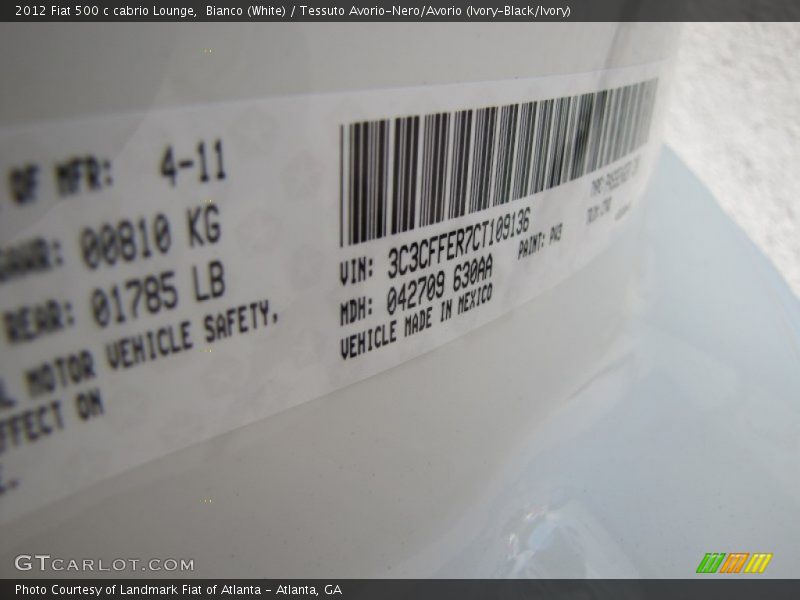 2012 Fiat 500 c cabrio Lounge,  Bianco (White) / Tessuto Avorio-Nero/Avorio (Ivory-Black/Ivory)
OF MFR: 4-11
00810 KG
REAR: 01785 LB
MOTOR VEHICLE SAFETY,
EFFECT ON
VIN: 3C3CFFER7CT109136
MDH: 042709 630AA
PAINT: PW3
VEHICLE MADE IN MEXICO
GTCARLOT.COM
Photo Courtesy of Landmark Fiat of Atlanta - Atlanta, GA